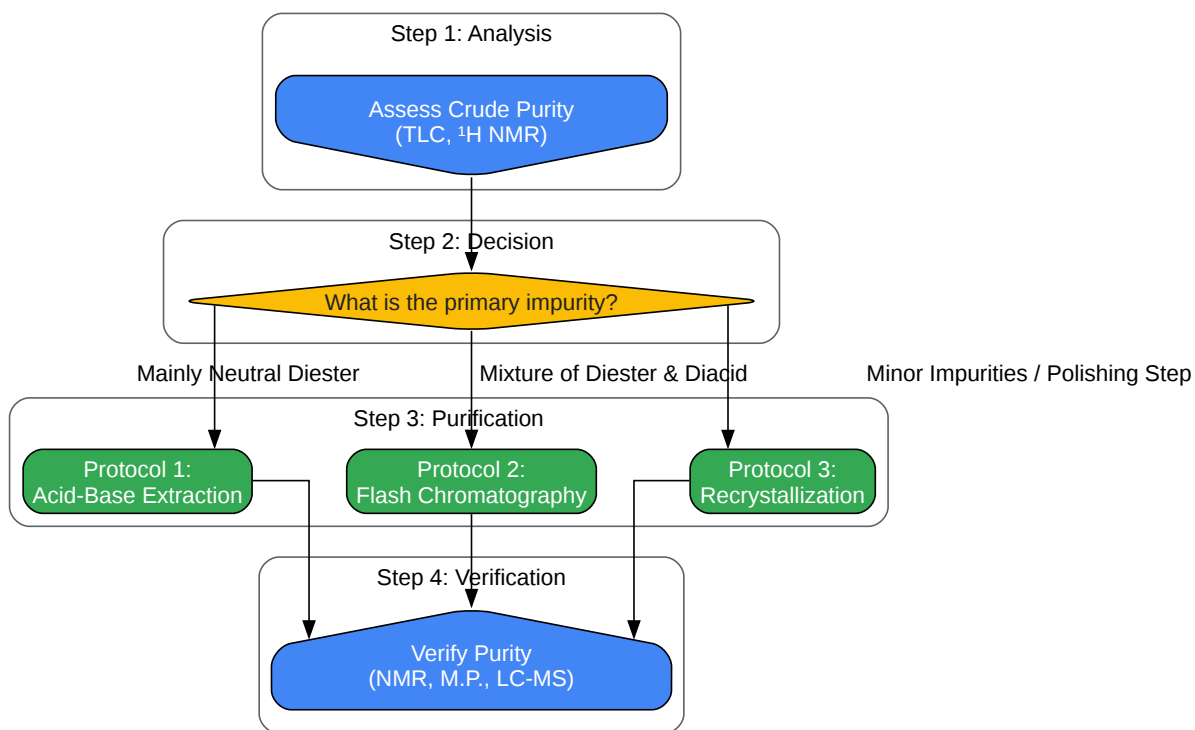 Step 1: Analysis
Assess Crude Purity
(TLC, ¹H NMR)
Step 2: Decision
What is the primary impurity?
Mainly Neutral Diester
Mixture of Diester & Diacid
Minor Impurities / Polishing Step
Step 3: Purification
Protocol 1:
Acid-Base Extraction
Protocol 2:
Flash Chromatography
Protocol 3:
Recrystallization
Step 4: Verification
Verify Purity
(NMR, M.P., LC-MS)